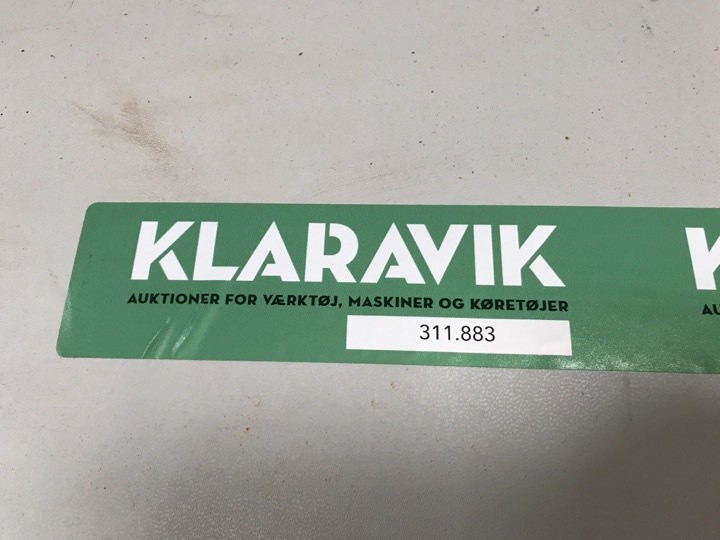 KLARAVIK
AUKTIONER FOR VÆRKTØJ, MASKINER OG KØRETØJER
311.883